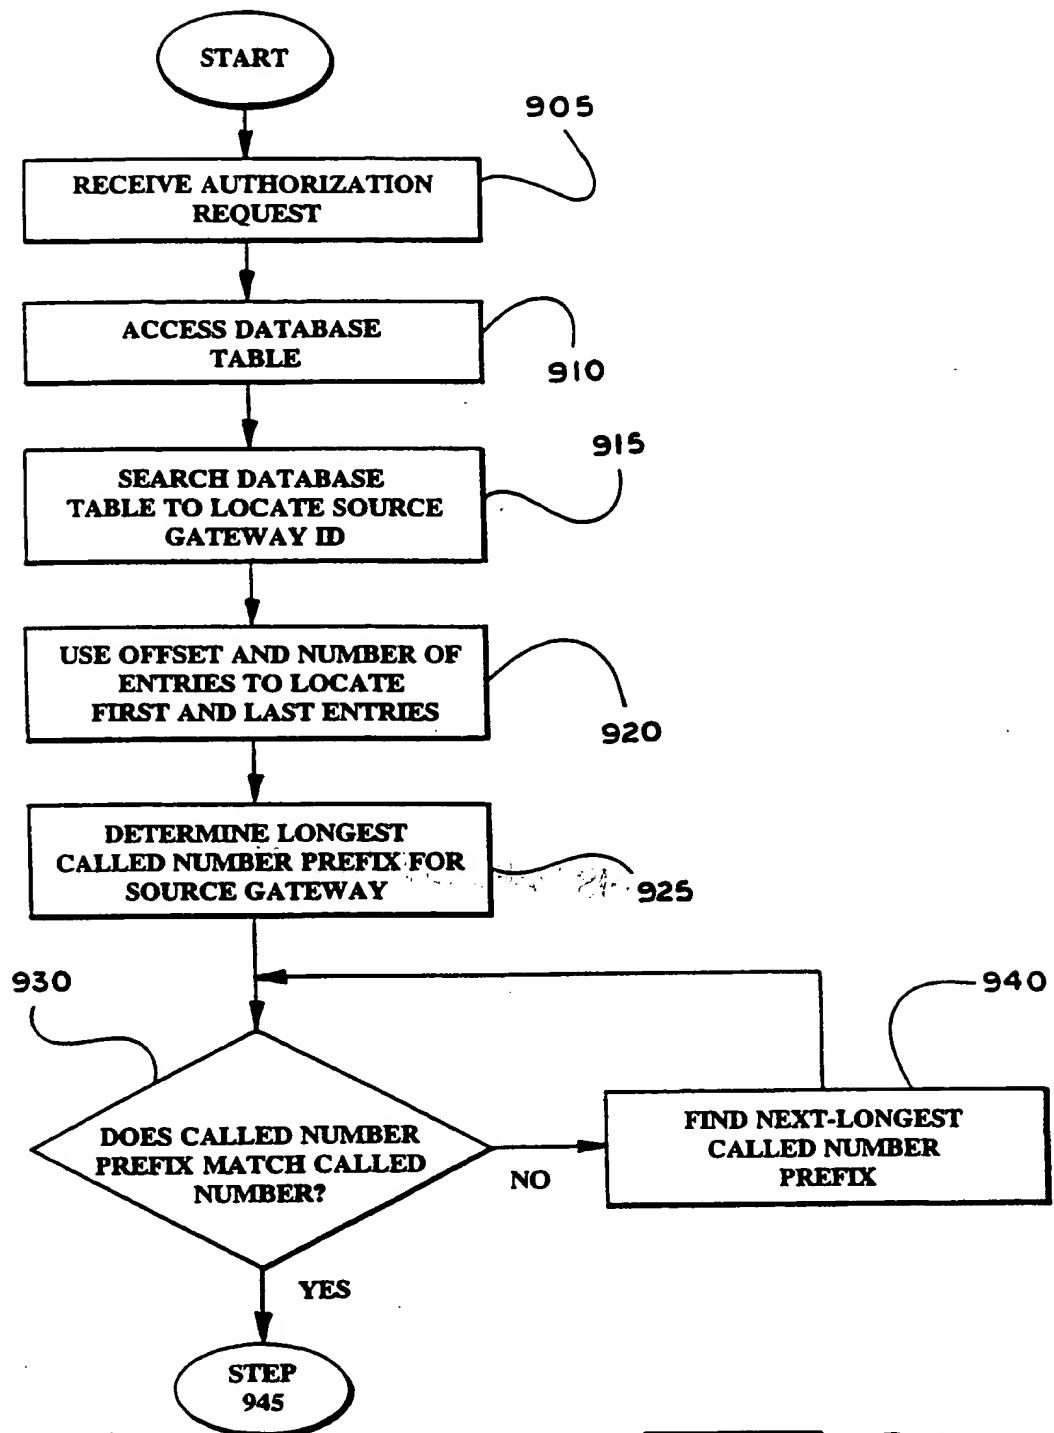 START
905
RECEIVE AUTHORIZATION
REQUEST
ACCESS DATABASE
TABLE
910
915
SEARCH DATABASE
TABLE TO LOCATE SOURCE
GATEWAY ID
USE OFFSET AND NUMBER OF
ENTRIES TO LOCATE
FIRST AND LAST ENTRIES
920
DETERMINE LONGEST
CALLED NUMBER PREFIX FOR
SOURCE GATEWAY
925
930
940
DOES CALLED NUMBER
PREFIX MATCH CALLED
NUMBER?
NO
FIND NEXT-LONGEST
CALLED NUMBER
PREFIX
YES
STEP
945